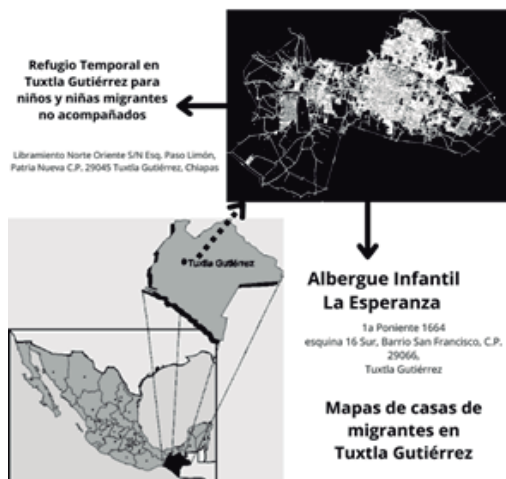 Refugio Temporal en
Tuxtla Gutiérrez para
niños y niñas migrantes
no acompañados
Libramiento Norte Oriente S/N Esq. Paso Limón,
Patria Nueva C.P. 29045 Tuxtla Gutiérrez, Chiapas
Tuxtla Gutiérrez
Albergue Infantil
La Esperanza
1a Poniente 1664
esquina 16 Sur, Barrio San Francisco, C.P.
29066,
Tuxtla Gutiérrez
Mapas de casas de
migrantes en
Tuxtla Gutiérrez